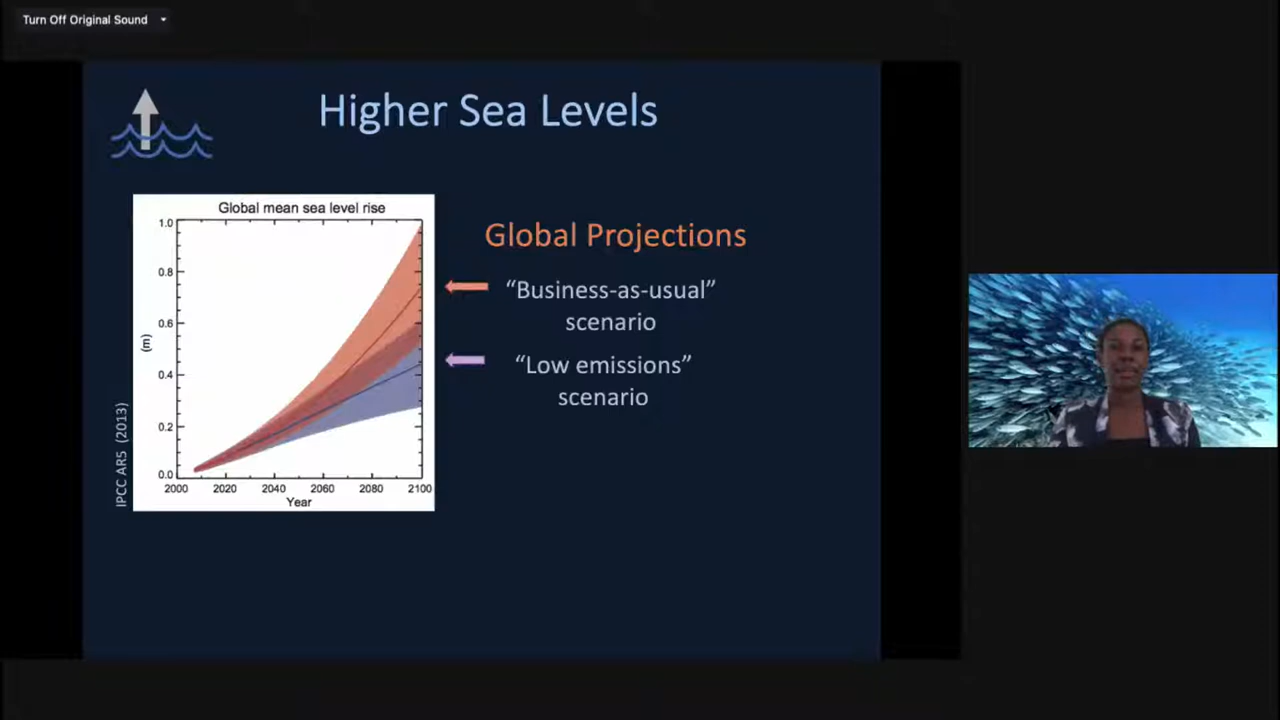 Turn Off Original Sound
Higher Sea Levels
Global mean sea level rise
1.0
0.8
0.6
0.4
0.2
0.0
(m)
2000 2020 2040 2060 2080 2100
Year
IPCC AR5 (2013)
Global Projections
“Business-as-usual”
scenario
“Low emissions”
scenario